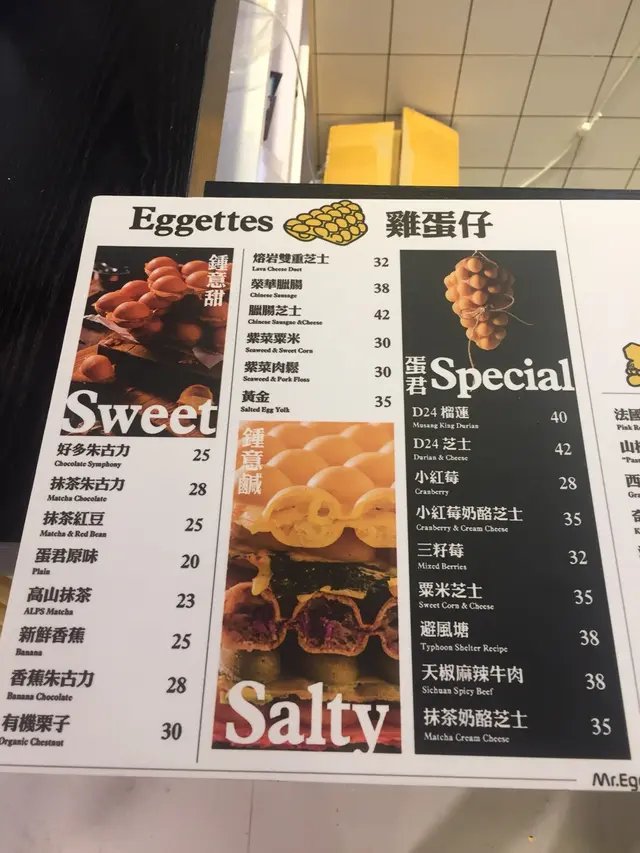 Eggettes 雞蛋仔
鍾意甜
Sweet
好多朱古力 25
Chocolate Symphony
抹茶朱古力 28
Matcha Chocolate
抹茶紅豆 25
Matcha & Red Bean
蛋君原味 20
Plain
高山抹茶 23
ALPS Matcha
新鮮香蕉 25
Banana
香蕉朱古力 28
Banana Chocolate
有機栗子 30
Organic Chestnut
熔岩雙重芝士 32
Lava Cheese Duet
榮華臘腸 38
Chinese Sausage
臘腸芝士 42
Chinese Sausage &Cheese
紫菜粟米 30
Seaweed & Sweet Corn
紫菜肉鬆 30
Seaweed & Pork Floss
黃金 35
Salted Egg Yolk
鍾意鹹
Salty
蛋君 Special
D24 榴蓮 40
Musang King Durian
D24 芝士 42
Durian & Cheese
小紅莓 28
Cranberry
小紅莓奶酪芝士 35
Cranberry & Cream Cheese
三籽莓 32
Mixed Berries
粟米芝士 35
Sweet Corn & Cheese
避風塘 38
Typhoon Shelter Recipe
天椒麻辣牛肉 38
Sichuan Spicy Beef
抹茶奶酪芝士 35
Matcha Cream Cheese
法國
Pink Ro
西
Mr.Egg